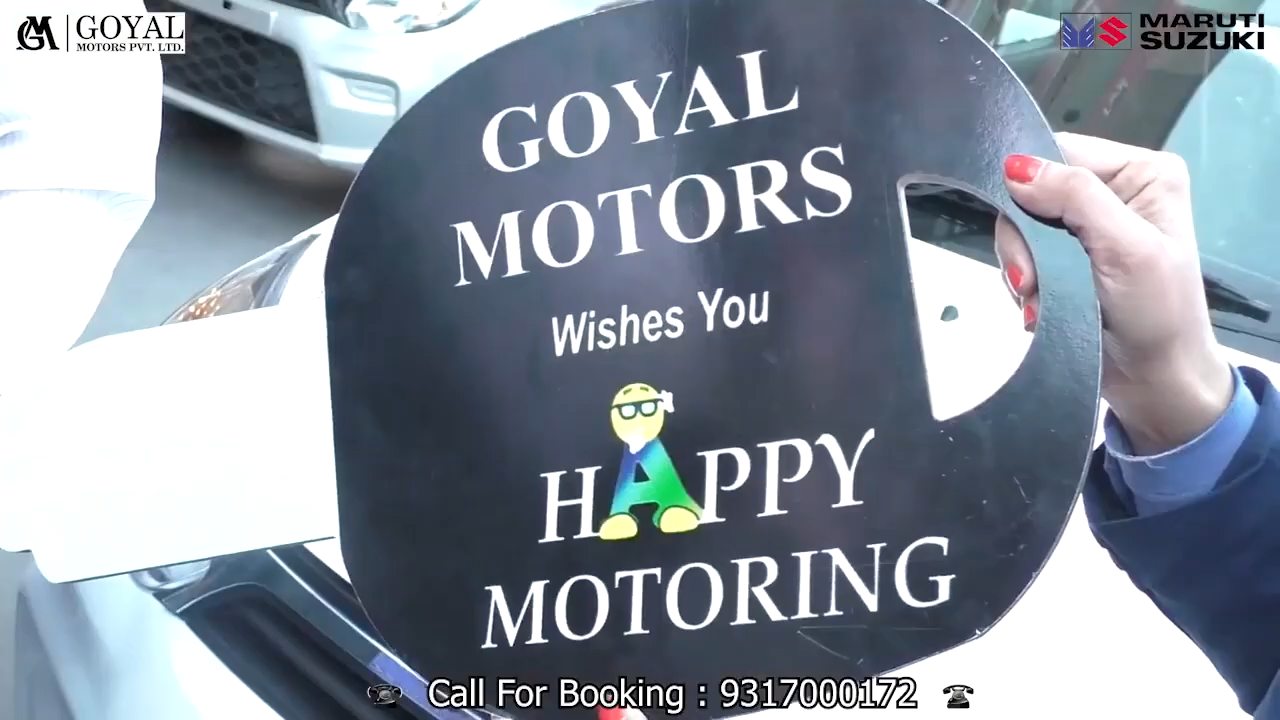 GOYAL
MOTORS PVT. LTD.
MARUTI
SUZUKI
GOYAL
MOTORS
Wishes You
HAPPY
MOTORING
Call For Booking : 9317000172